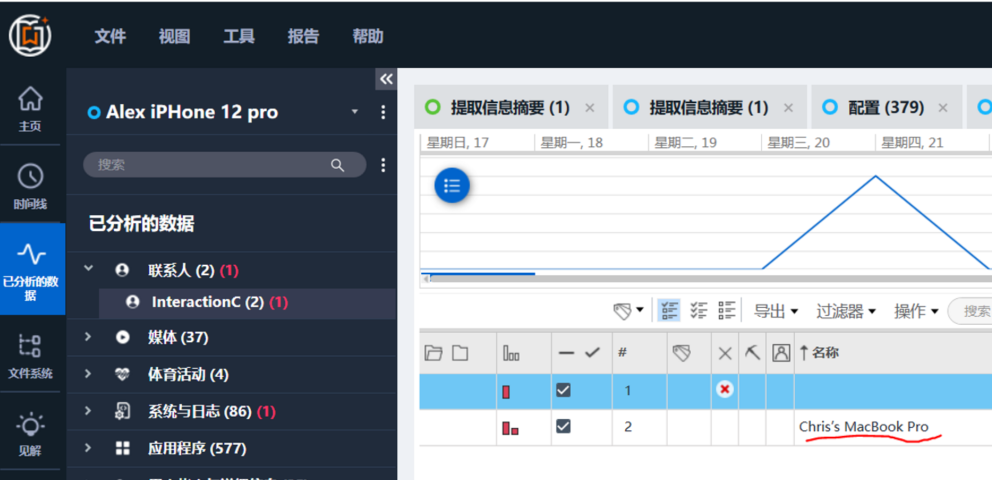 文件 视图 工具 报告 帮助
主页
时间线
已分析的数据
文件系统
见解
Alex iPHone 12 pro
搜索
已分析的数据
联系人 (2) (1)
InteractionC (2) (1)
媒体 (37)
体育活动 (4)
系统与日志 (86) (1)
应用程序 (577)
提取信息摘要 (1) × 提取信息摘要 (1) × 配置 (379) ×
星期日, 17 星期一, 18 星期二, 19 星期三, 20 星期四, 21
导出 过滤器 操作 搜索
# 名称
1
2 Chris's MacBook Pro